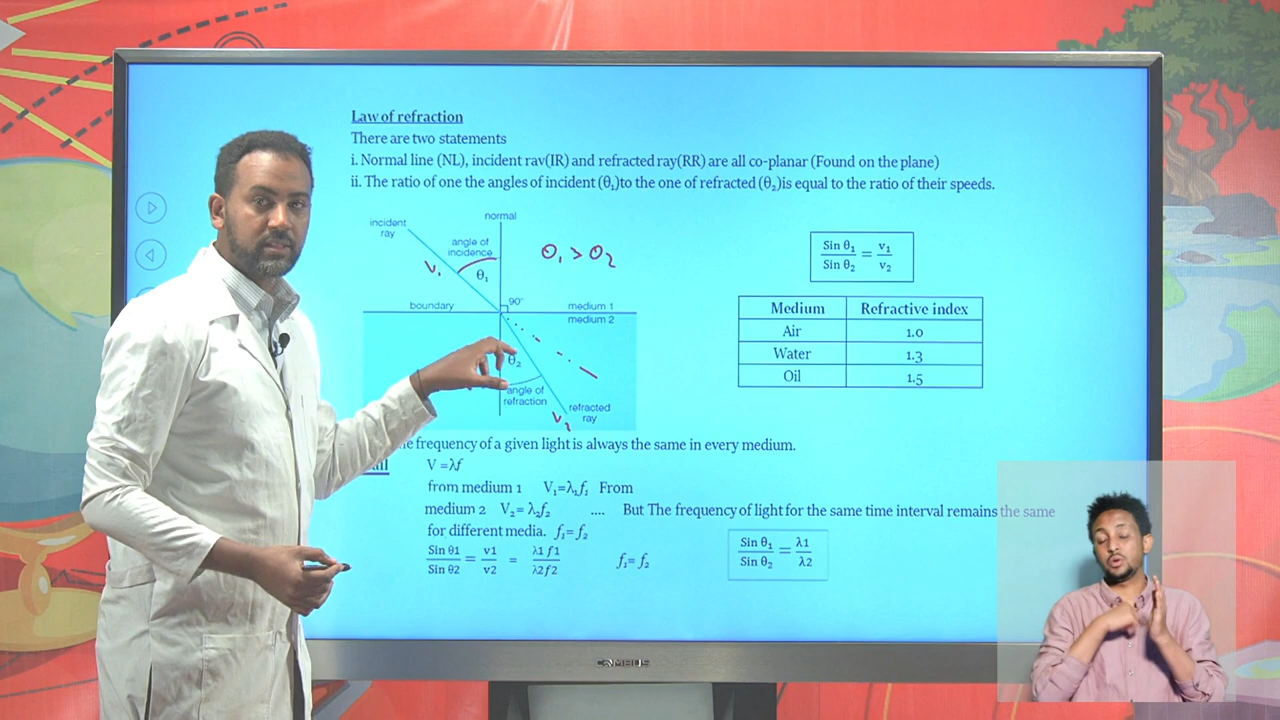 Law of refraction
There are two statements
i. Normal line (NL), incident ray(IR) and refracted ray(RR) are all co-planar (Found on the plane)
ii. The ratio of one the angles of incident (θ₁)to the one of refracted (θ₂)is equal to the ratio of their speeds.
normal
incident
ray
angle of
incidence
θ₁
V₁
θ₁ > θ₂
boundary
90°
medium 1
medium 2
θ₂
angle of
refraction
refracted
ray
V₂
Sin θ₁ / Sin θ₂ = v₁ / v₂
Medium Refractive index
Air 1.0
Water 1.3
Oil 1.5
frequency of a given light is always the same in every medium.
V =λf
from medium 1 V₁=λ₁f₁ From
medium 2 V₂= λ₂f₂ .... But The frequency of light for the same time interval remains the same
for different media. f₁= f₂
Sin θ1 / Sin θ2 = v1 / v2 = λ1 f1 / λ2 f2 f₁= f₂
Sin θ₁ / Sin θ₂ = λ1 / λ2
CAMBUS